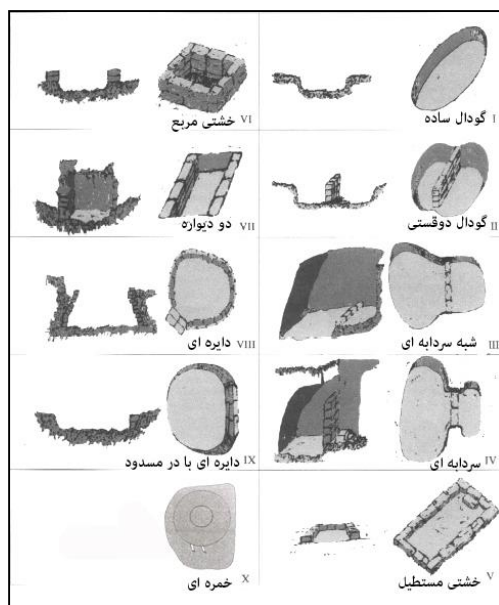 I گودال ساده
VI خشتی مربع
II گودال دوقستی
VII دو دیواره
III شبه سردابه ای
VIII دایره ای
IV سردابه ای
IX دایره ای با در مسدود
V خشتی مستطیل
X خمره ای